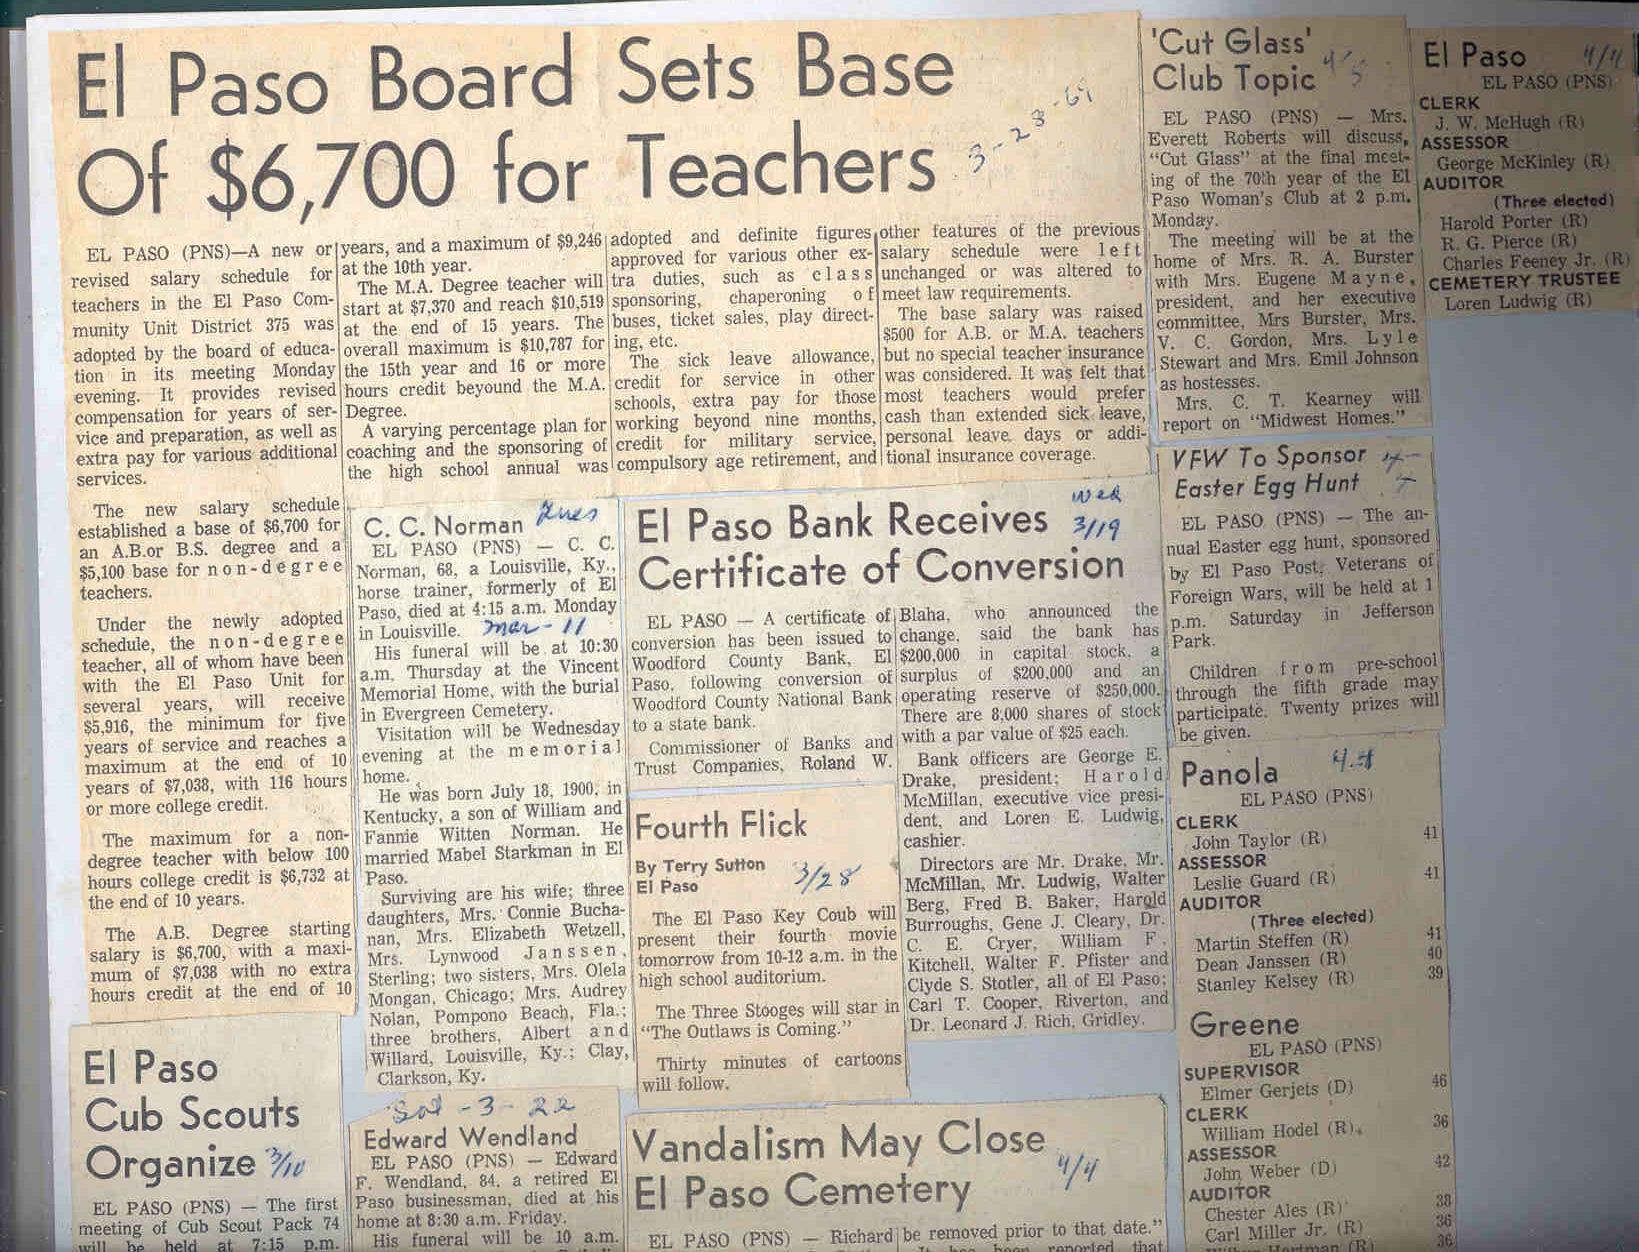 El Paso Board Sets Base
Of $6,700 for Teachers
3-28-69
EL PASO (PNS)—A new or
revised salary schedule for
teachers in the El Paso Com-
munity Unit District 375 was
adopted by the board of educa-
tion in its meeting Monday
evening. It provides revised
compensation for years of ser-
vice and preparation, as well as
extra pay for various additional
services.
The new salary schedule
established a base of $6,700 for
an A.B.or B.S. degree and a
$5,100 base for non-degree
teachers.
Under the newly adopted
schedule, the non-degree
teacher, all of whom have been
with the El Paso Unit for
several years, will receive
$5,916, the minimum for five
years of service and reaches a
maximum at the end of 10
years of $7,038, with 116 hours
or more college credit.
The maximum for a non-
degree teacher with below 100
hours college credit is $6,732 at
the end of 10 years.
The A.B. Degree starting
salary is $6,700, with a maxi-
mum of $7,038 with no extra
hours credit at the end of 10
years, and a maximum of $9,246
at the 10th year.
The M.A. Degree teacher will
start at $7,370 and reach $10,519
at the end of 15 years. The
overall maximum is $10,787 for
the 15th year and 16 or more
hours credit beyound the M.A.
Degree.
A varying percentage plan for
coaching and the sponsoring of
the high school annual was
adopted and definite figures
approved for various other ex-
tra duties, such as class
sponsoring, chaperoning of
buses, ticket sales, play direct-
ing, etc.
The sick leave allowance,
credit for service in other
schools, extra pay for those
working beyond nine months,
credit for military service,
compulsory age retirement, and
other features of the previous
salary schedule were left
unchanged or was altered to
meet law requirements.
The base salary was raised
$500 for A.B. or M.A. teachers
but no special teacher insurance
was considered. It was felt that
most teachers would prefer
cash than extended sick leave,
personal leave days or addi-
tional insurance coverage.
'Cut Glass'
Club Topic
4/3
EL PASO (PNS) — Mrs.
Everett Roberts will discuss,
"Cut Glass" at the final meet-
ing of the 70th year of the El
Paso Woman's Club at 2 p.m.
Monday.
The meeting will be at the
home of Mrs. R. A. Burster
with Mrs. Eugene Mayne,
president, and her executive
committee, Mrs Burster, Mrs.
V. C. Gordon, Mrs. Lyle
Stewart and Mrs. Emil Johnson
as hostesses.
Mrs. C. T. Kearney will
report on "Midwest Homes."
El Paso 4/4
EL PASO (PNS)
CLERK
J. W. McHugh (R)
ASSESSOR
George McKinley (R)
AUDITOR
(Three elected)
Harold Porter (R)
R. G. Pierce (R)
Charles Feeney Jr. (R)
CEMETERY TRUSTEE
Loren Ludwig (R)
C. C. Norman Tues
EL PASO (PNS) — C. C.
Norman, 68, a Louisville, Ky.,
horse trainer, formerly of El
Paso, died at 4:15 a.m. Monday
in Louisville. Mar-11
His funeral will be at 10:30
a.m. Thursday at the Vincent
Memorial Home, with the burial
in Evergreen Cemetery.
Visitation will be Wednesday
evening at the memorial
home.
He was born July 18, 1900, in
Kentucky, a son of William and
Fannie Witten Norman. He
married Mabel Starkman in El
Paso.
Surviving are his wife; three
daughters, Mrs. Connie Bucha-
nan, Mrs. Elizabeth Wetzell,
Mrs. Lynwood Janssen,
Sterling; two sisters, Mrs. Olela
Mongan, Chicago; Mrs. Audrey
Nolan, Pompono Beach, Fla.;
three brothers, Albert and
Willard, Louisville, Ky.; Clay,
Clarkson, Ky.
El Paso Bank Receives
Certificate of Conversion
Wed
3/19
EL PASO — A certificate of
conversion has been issued to
Woodford County Bank, El
Paso, following conversion of
Woodford County National Bank
to a state bank.
Commissioner of Banks and
Trust Companies, Roland W.
Blaha, who announced the
change, said the bank has
$200,000 in capital stock, a
surplus of $200,000 and an
operating reserve of $250,000.
There are 8,000 shares of stock
with a par value of $25 each.
Bank officers are George E.
Drake, president; Harold
McMillan, executive vice presi-
dent, and Loren E. Ludwig,
cashier.
Directors are Mr. Drake, Mr.
McMillan, Mr. Ludwig, Walter
Berg, Fred B. Baker, Harold
Burroughs, Gene J. Cleary, Dr.
C. E. Cryer, William F.
Kitchell, Walter F. Pfister and
Clyde S. Stotler, all of El Paso;
Carl T. Cooper, Riverton, and
Dr. Leonard J. Rich, Gridley.
VFW To Sponsor
Easter Egg Hunt
EL PASO (PNS) — The an-
nual Easter egg hunt, sponsored
by El Paso Post, Veterans of
Foreign Wars, will be held at 1
p.m. Saturday in Jefferson
Park.
Children from pre-school
through the fifth grade may
participate. Twenty prizes will
be given.
Fourth Flick
By Terry Sutton
El Paso
3/28
The El Paso Key Coub will
present their fourth movie
tomorrow from 10-12 a.m. in the
high school auditorium.
The Three Stooges will star in
"The Outlaws is Coming."
Thirty minutes of cartoons
will follow.
Panola
EL PASO (PNS)
CLERK
John Taylor (R) 41
ASSESSOR
Leslie Guard (R) 41
AUDITOR
(Three elected)
Martin Steffen (R) 41
Dean Janssen (R) 40
Stanley Kelsey (R) 39
Greene
EL PASO (PNS)
SUPERVISOR
Elmer Gerjets (D) 46
CLERK
William Hodel (R) 36
ASSESSOR
John Weber (D) 42
AUDITOR
Chester Ales (R) 38
Carl Miller Jr. (R) 36
Hartman (R) 36
El Paso
Cub Scouts
Organize 3/10
EL PASO (PNS) — The first
meeting of Cub Scout Pack 74
will be held at 7:15 p.m.
Sat -3-22
Edward Wendland
EL PASO (PNS) — Edward
F. Wendland, 84, a retired El
Paso businessman, died at his
home at 8:30 a.m. Friday.
His funeral will be 10 a.m.
Vandalism May Close
El Paso Cemetery
4/4
EL PASO (PNS) — Richard
be removed prior to that date."
It has been reported that